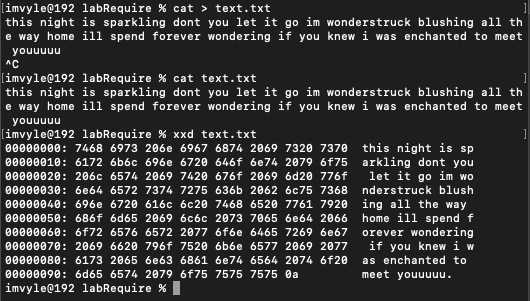 imvyle@192 labRequire % cat > text.txt
this night is sparkling dont you let it go im wonderstruck blushing all th
e way home ill spend forever wondering if you knew i was enchanted to meet
 youuuuu
^C
imvyle@192 labRequire % cat text.txt
this night is sparkling dont you let it go im wonderstruck blushing all th
e way home ill spend forever wondering if you knew i was enchanted to meet
 youuuuu
imvyle@192 labRequire % xxd text.txt
00000000: 7468 6973 206e 6967 6874 2069 7320 7370  this night is sp
00000010: 6172 6b6c 696e 6720 646f 6e74 2079 6f75  arkling dont you
00000020: 206c 6574 2069 7420 676f 2069 6d20 776f   let it go im wo
00000030: 6e64 6572 7374 7275 636b 2062 6c75 7368  nderstruck blush
00000040: 696e 6720 616c 6c20 7468 6520 7761 7920  ing all the way 
00000050: 686f 6d65 2069 6c6c 2073 7065 6e64 2066  home ill spend f
00000060: 6f72 6576 6572 2077 6f6e 6465 7269 6e67  orever wondering
00000070: 2069 6620 796f 7520 6b6e 6577 2069 2077   if you knew i w
00000080: 6173 2065 6e63 6861 6e74 6564 2074 6f20  as enchanted to 
00000090: 6d65 6574 2079 6f75 7575 7575 0a         meet youuuuu.
imvyle@192 labRequire %